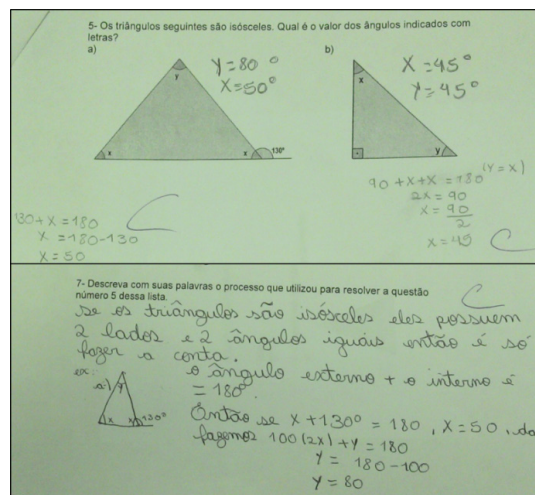 5- Os triângulos seguintes são isósceles. Qual é o valor dos ângulos indicados com
letras?
a)
y
x
x
130°
y=80°
x=50°
130+x=180
x=180-130
x=50
C
b)
x
y
x=45°
y=45°
90+x+x=180 (y=x)
2x=90
x=90
2
x=45
C
7- Descreva com suas palavras o processo que utilizou para resolver a questão
número 5 dessa lista.
C
se os triângulos são isósceles eles possuem
2 lados e 2 ângulos iguais então é só
fazer a conta.
ex:
a)
y
x
x
130°
o ângulo externo + o interno é
=180°.
Então se x+130°=180, x=50, do
fazemos 100(2x)+y=180
y=180-100
y=80